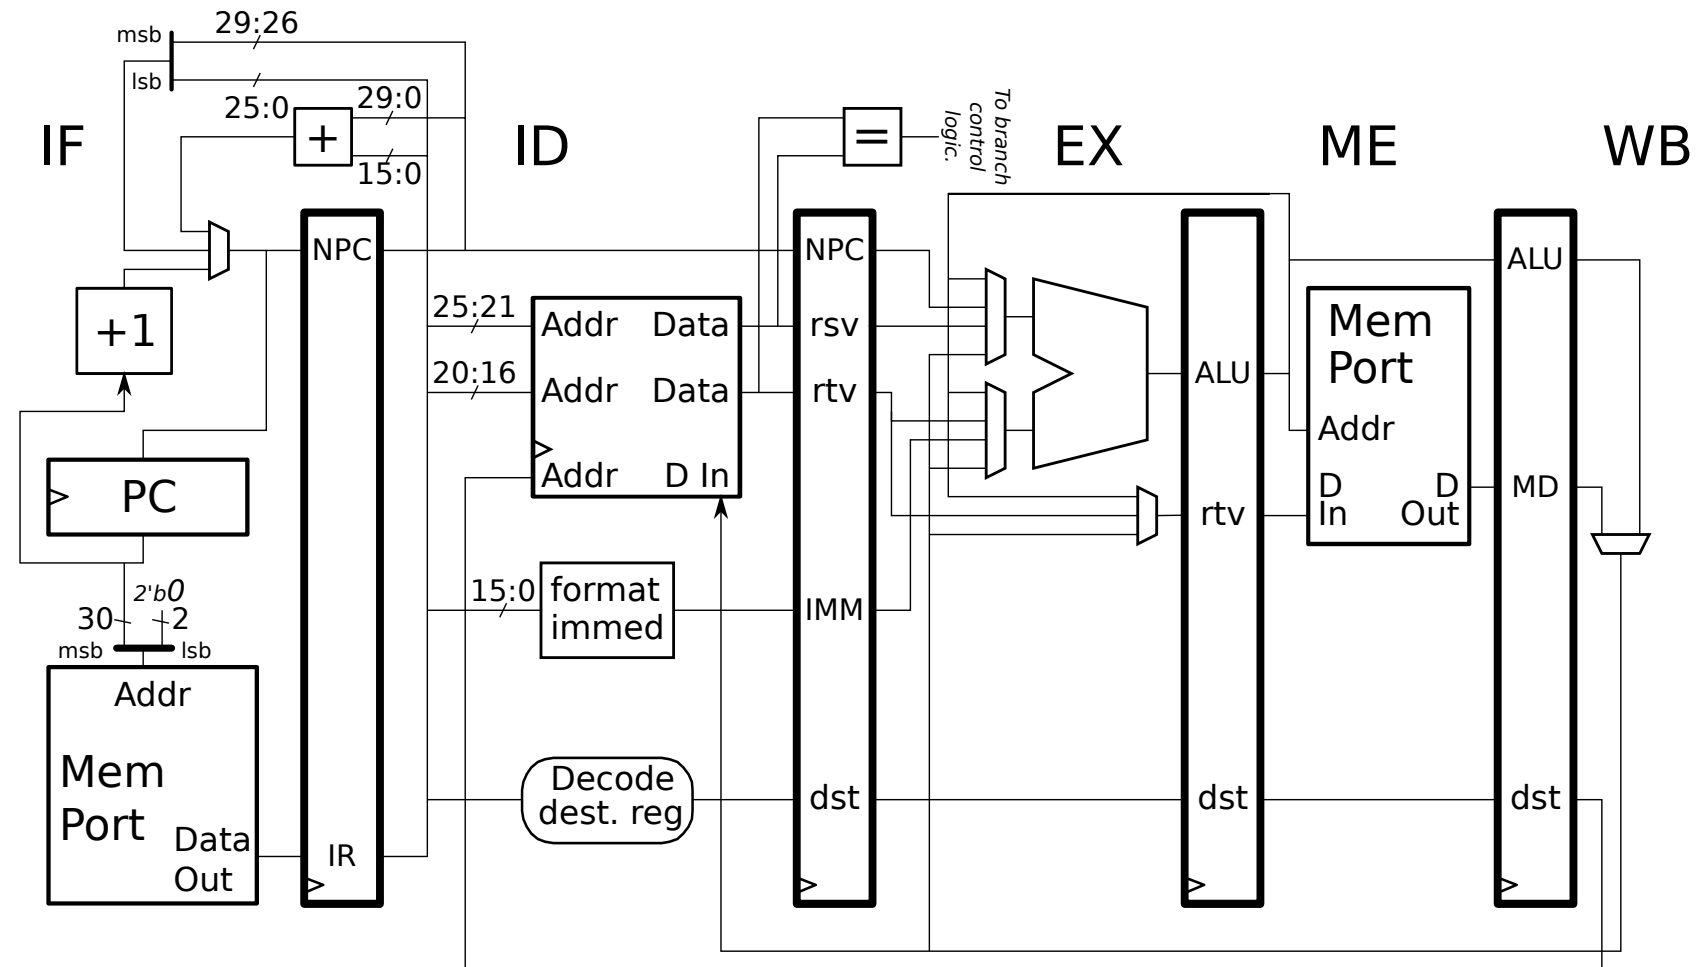 29:26
msb
lsb
25:0
29:0
15:0
+
IF
ID
=
To branch
control
logic.
EX
ME
WB
NPC
NPC
ALU
+1
25:21
Addr
Data
rsv
20:16
Addr
Data
rtv
Addr
D In
ALU
Mem
Port
Addr
D
In
D
Out
MD
PC
rtv
2'b0
30
2
msb
lsb
15:0
format
immed
IMM
Addr
Mem
Port
Data
Out
IR
Decode
dest. reg
dst
dst
dst